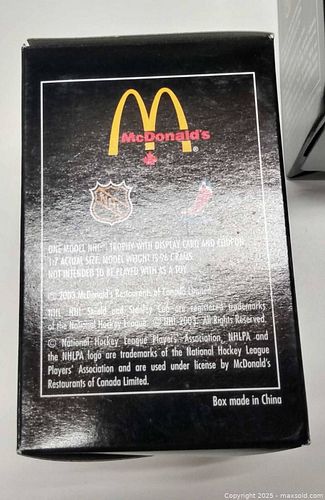 McDonald's
®
NHL
ONE MODEL NHL™ TROPHY WITH DISPLAY CARD AND COUPON
1:7 ACTUAL SIZE. MODEL WEIGHT IS 96 GRAMS.
NOT INTENDED TO BE PLAYED WITH AS A TOY.
© 2003 McDonald's Restaurants of Canada Limited.
NHL, NHL Shield and Stanley Cup are registered trademarks
of the National Hockey League. © NHL 2003. All Rights Reserved.
© National Hockey League Players' Association, NHLPA and
the NHLPA logo are trademarks of the National Hockey League
Players' Association and are used under license by McDonald's
Restaurants of Canada Limited.
Box made in China
Copyright 2025 - maxsold.com